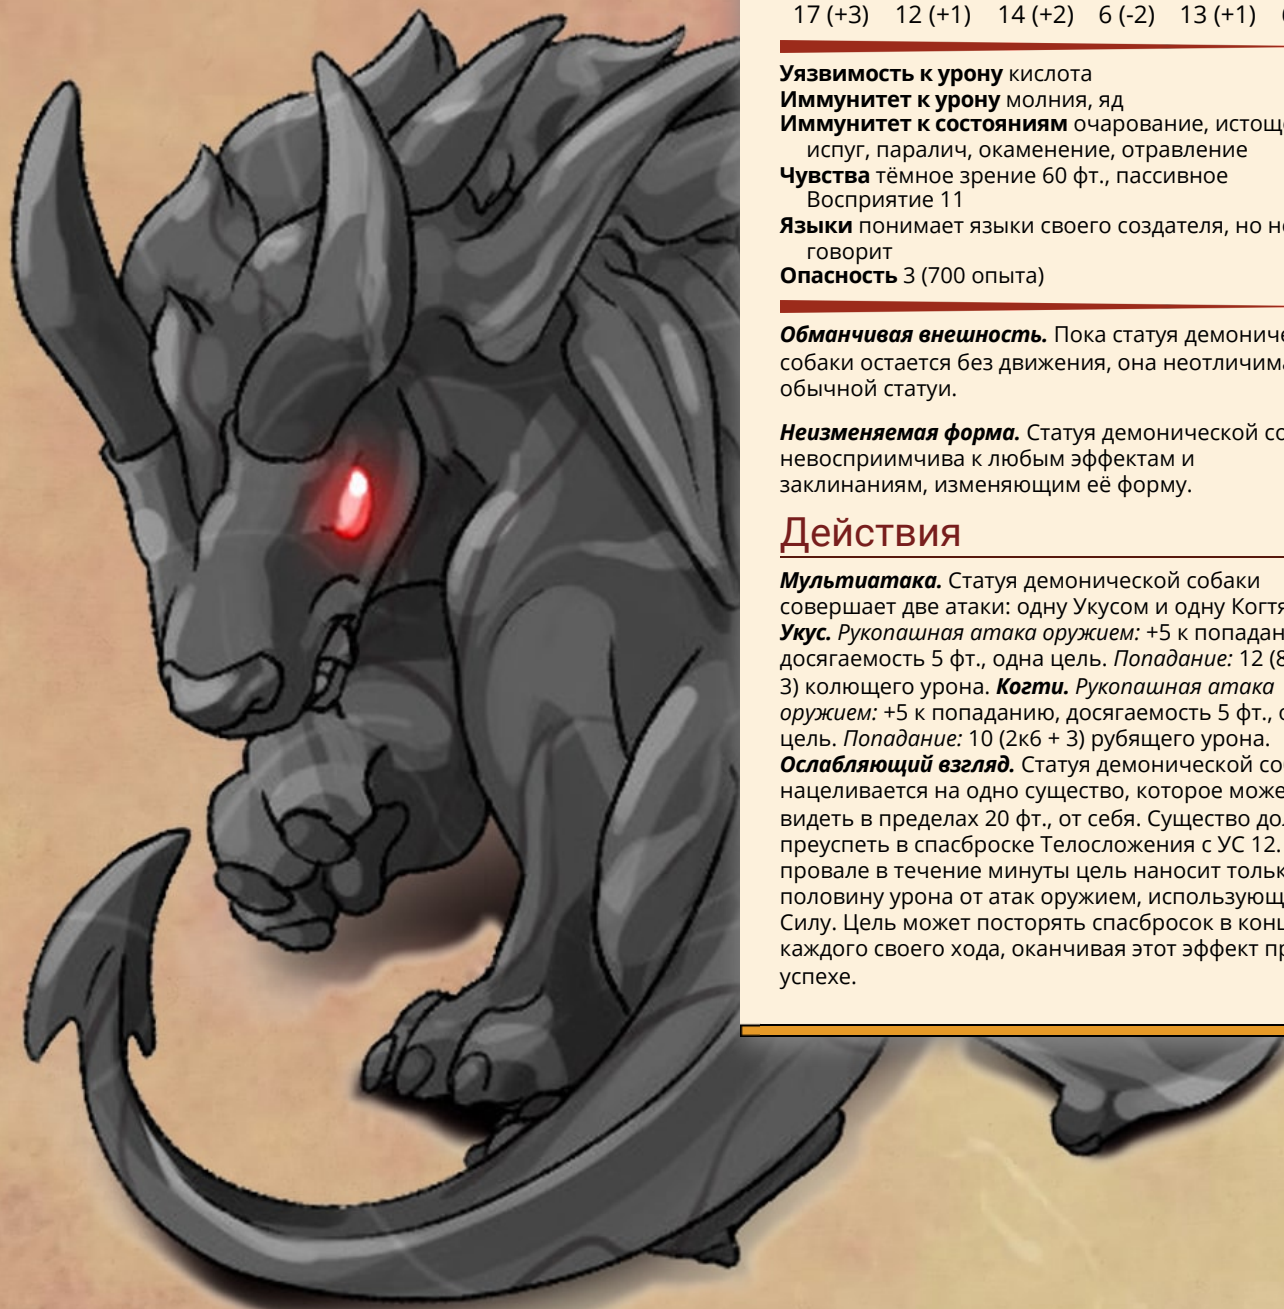 17 (+3) 12 (+1) 14 (+2) 6 (-2) 13 (+1)
Уязвимость к урону кислота
Иммунитет к урону молния, яд
Иммунитет к состояниям очарование,
испуг, паралич, окаменение, отравление
Чувства тёмное зрение 60 фт., пассивное
Восприятие 11
Языки понимает языки своего создателя, но
говорит
Опасность 3 (700 опыта)
Обманчивая внешность. Пока статуя
собаки остается без движения, она
обычной статуи.
Неизменяемая форма. Статуя демонической
невосприимчива к любым эффектам и
заклинаниям, изменяющим её форму.
Действия
Мультиатака. Статуя демонической собаки
совершает две атаки: одну Укусом и одну
Укус. Рукопашная атака оружием: +5 к
досягаемость 5 фт., одна цель. Попадание: 12
3) колющего урона. Когти. Рукопашная атака
оружием: +5 к попаданию, досягаемость 5 фт.,
цель. Попадание: 10 (2к6 + 3) рубящего урона.
Ослабляющий взгляд. Статуя демонической
нацеливается на одно существо, которое
видеть в пределах 20 фт., от себя. Существо
преуспеть в спасброске Телосложения с УС 12.
провале в течение минуты цель наносит
половину урона от атак оружием,
Силу. Цель может посторять спасбросок в
каждого своего хода, оканчивая этот эффект
успехе.